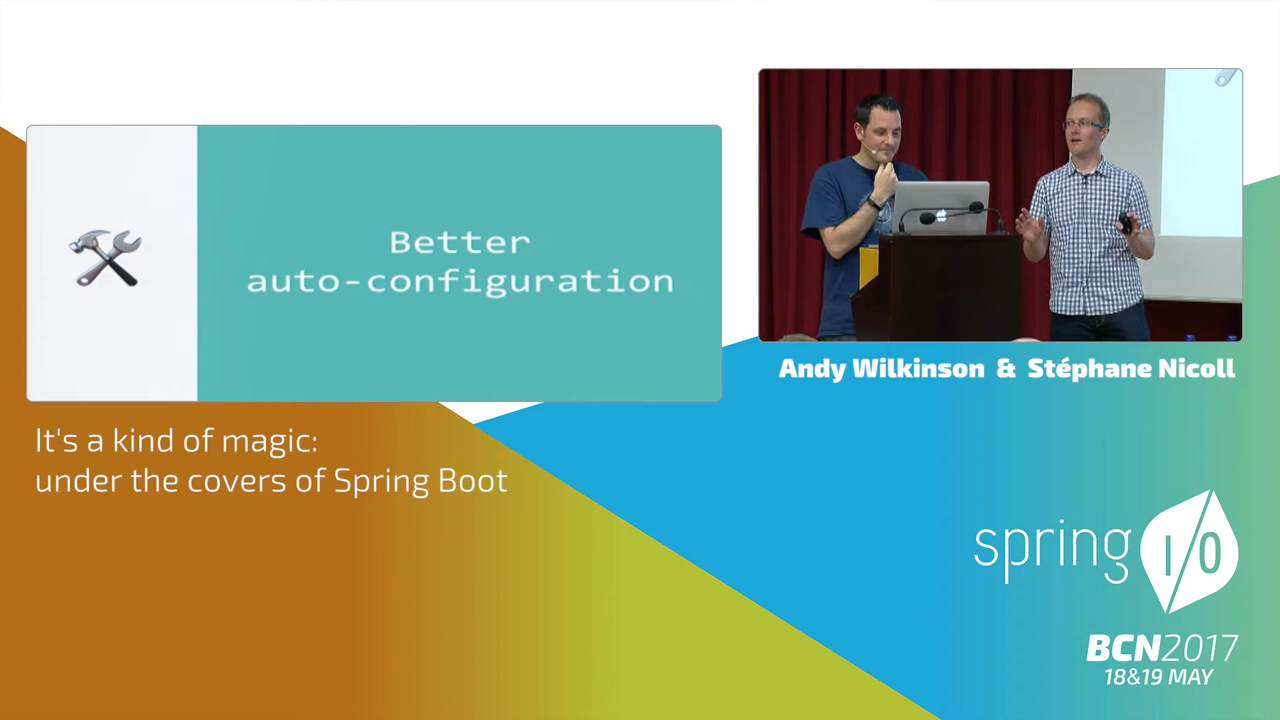 Better
auto-configuration
Andy Wilkinson & Stéphane Nicoll
It's a kind of magic:
under the covers of Spring Boot
spring I/O
BCN2017
18&19 MAY